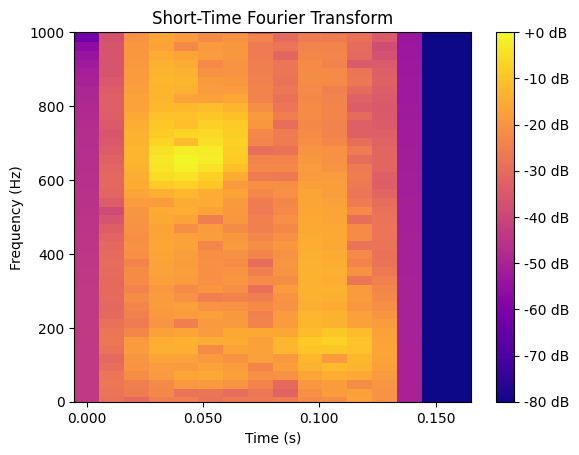 Short-Time Fourier Transform
Frequency (Hz)
1000
800
600
400
200
0
0.000
0.050
0.100
0.150
Time (s)
+0 dB
-10 dB
-20 dB
-30 dB
-40 dB
-50 dB
-60 dB
-70 dB
-80 dB